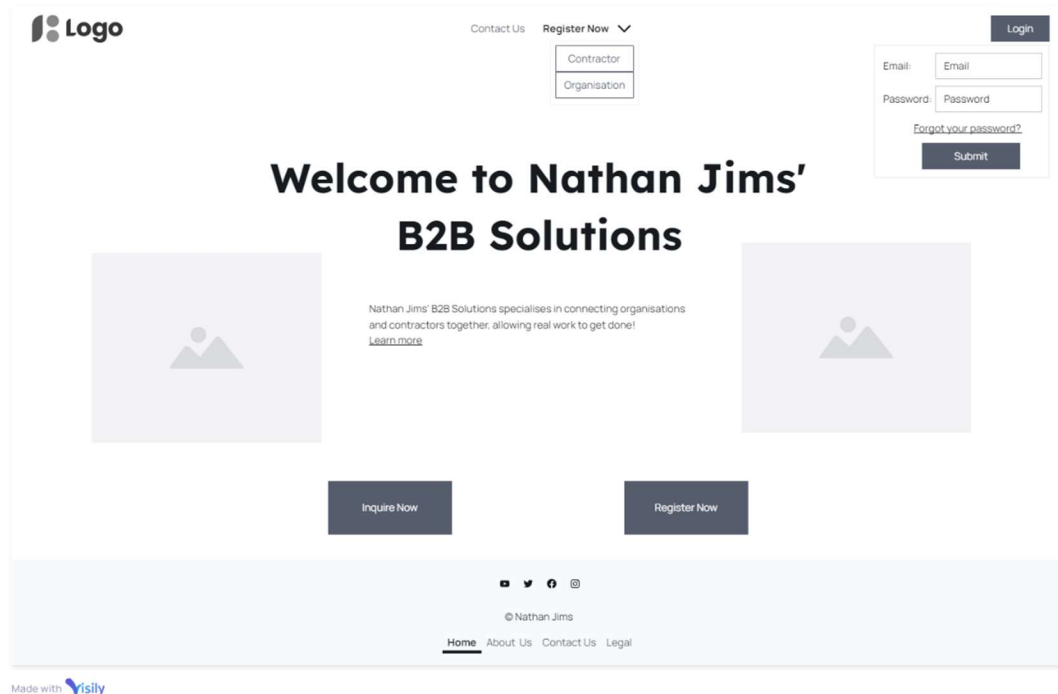 Logo
Contact Us Register Now
Login
Contractor
Organisation
Email: Email
Password: Password
Forgot your password?
Submit
Welcome to Nathan Jims'
B2B Solutions
Nathan Jims' B2B Solutions specialises in connecting organisations
and contractors together, allowing real work to get done!
Learn more
Inquire Now
Register Now
© Nathan Jims
Home About Us Contact Us Legal
Made with Visily